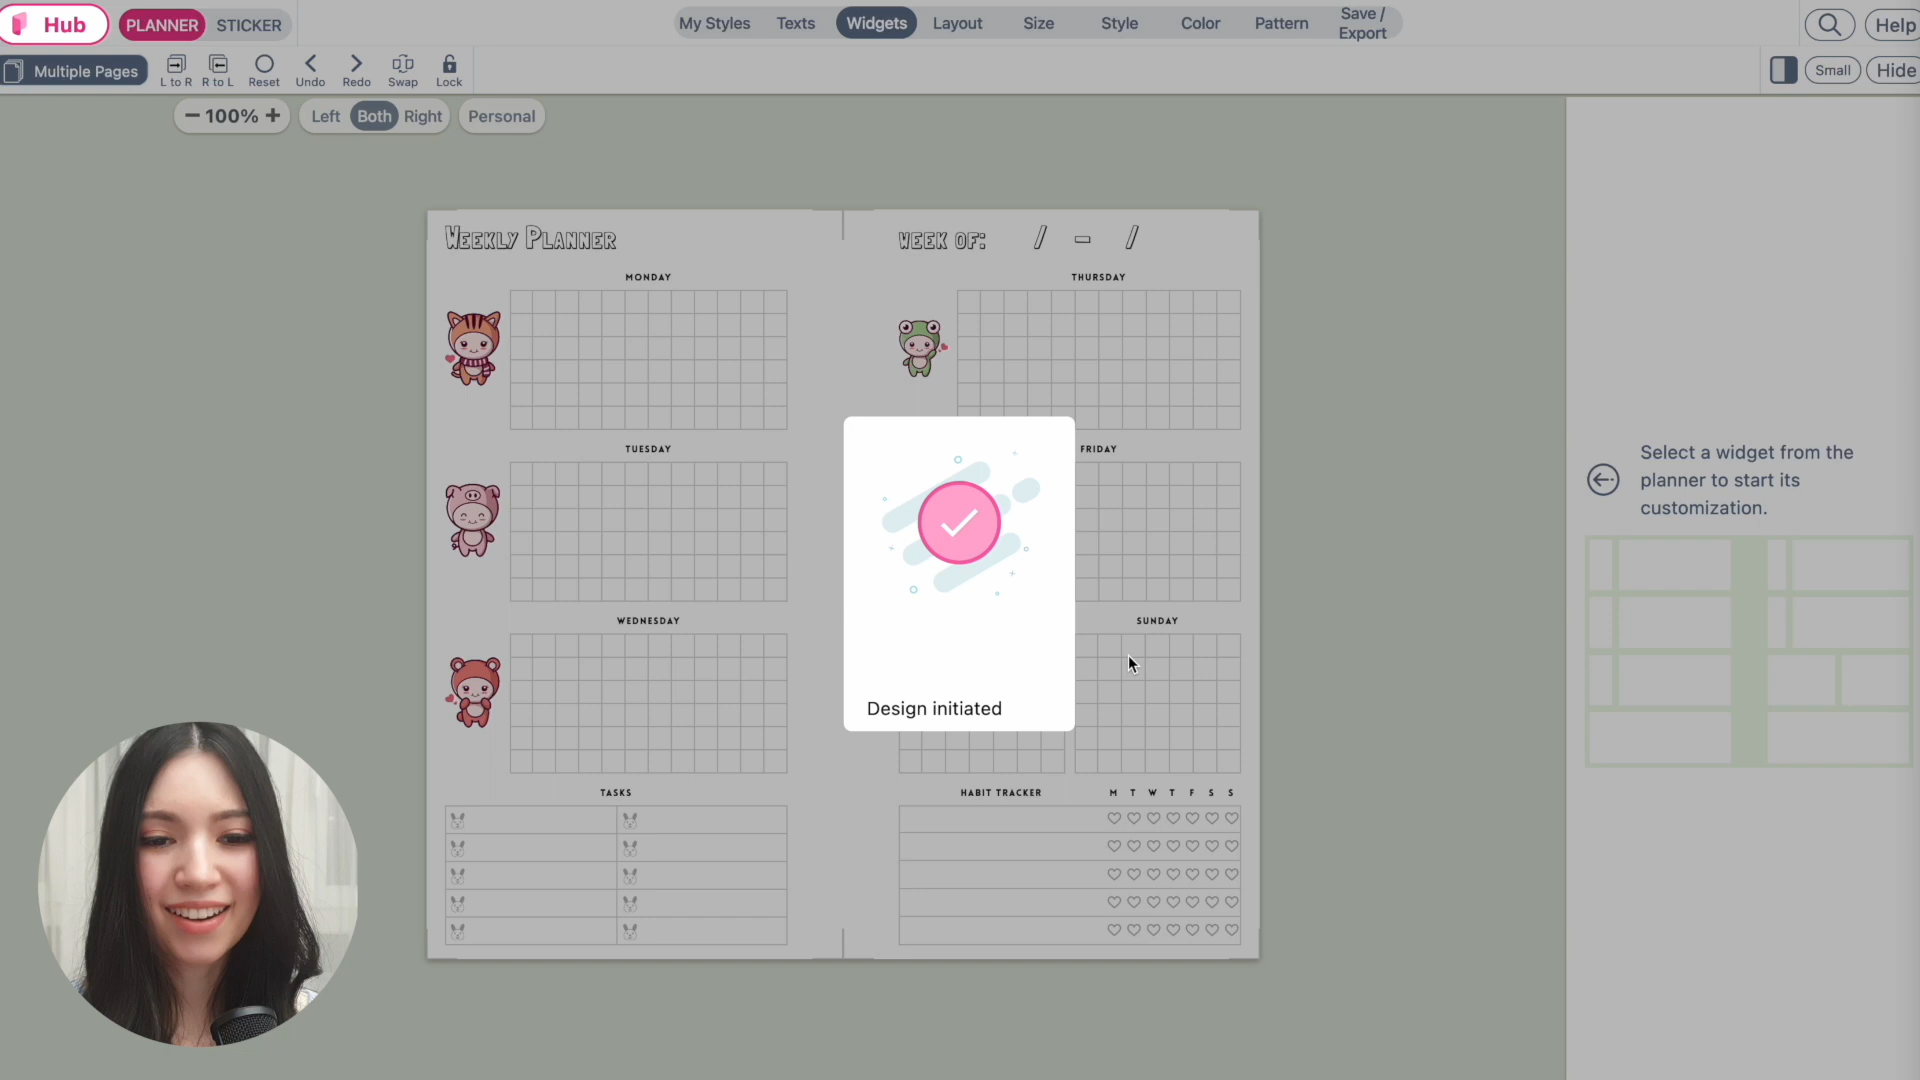 Hub
PLANNER STICKER
My Styles Texts Widgets Layout Size Style Color Pattern Save / Export
Help
Multiple Pages
L to R R to L Reset Undo Redo Swap Lock
Small Hide
− 100% +
Left Both Right
Personal
Weekly Planner
Week of: / – /
MONDAY
THURSDAY
TUESDAY
FRIDAY
WEDNESDAY
SUNDAY
TASKS
HABIT TRACKER M T W T F S S
Design initiated
Select a widget from the
planner to start its
customization.